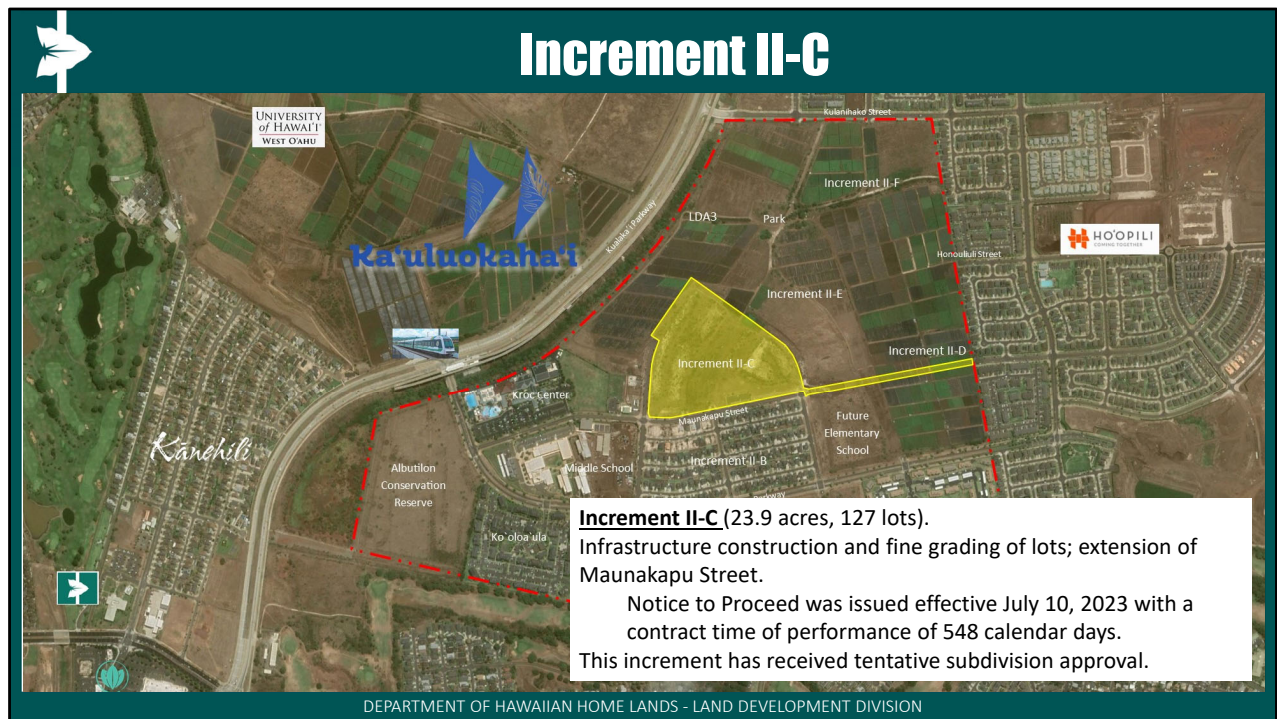 Increment II-C
UNIVERSITY
of HAWAI'I
WEST O'AHU
Kulanihako Street
Increment II-F
LDA3
Park
Kualaka'i Parkway
HO'OPILI
COMING TOGETHER
Honouliuli Street
Ka'uluokaha'i
Increment II-E
Increment II-D
Increment II-C
Kroc Center
Maunakapu Street
Future
Elementary
School
Kānehili
Albutilon
Conservation
Reserve
Middle School
Increment II-B
Parkway
Ko`oloa`ula
Increment II-C (23.9 acres, 127 lots).
Infrastructure construction and fine grading of lots; extension of
Maunakapu Street.
Notice to Proceed was issued effective July 10, 2023 with a
contract time of performance of 548 calendar days.
This increment has received tentative subdivision approval.
DEPARTMENT OF HAWAIIAN HOME LANDS - LAND DEVELOPMENT DIVISION